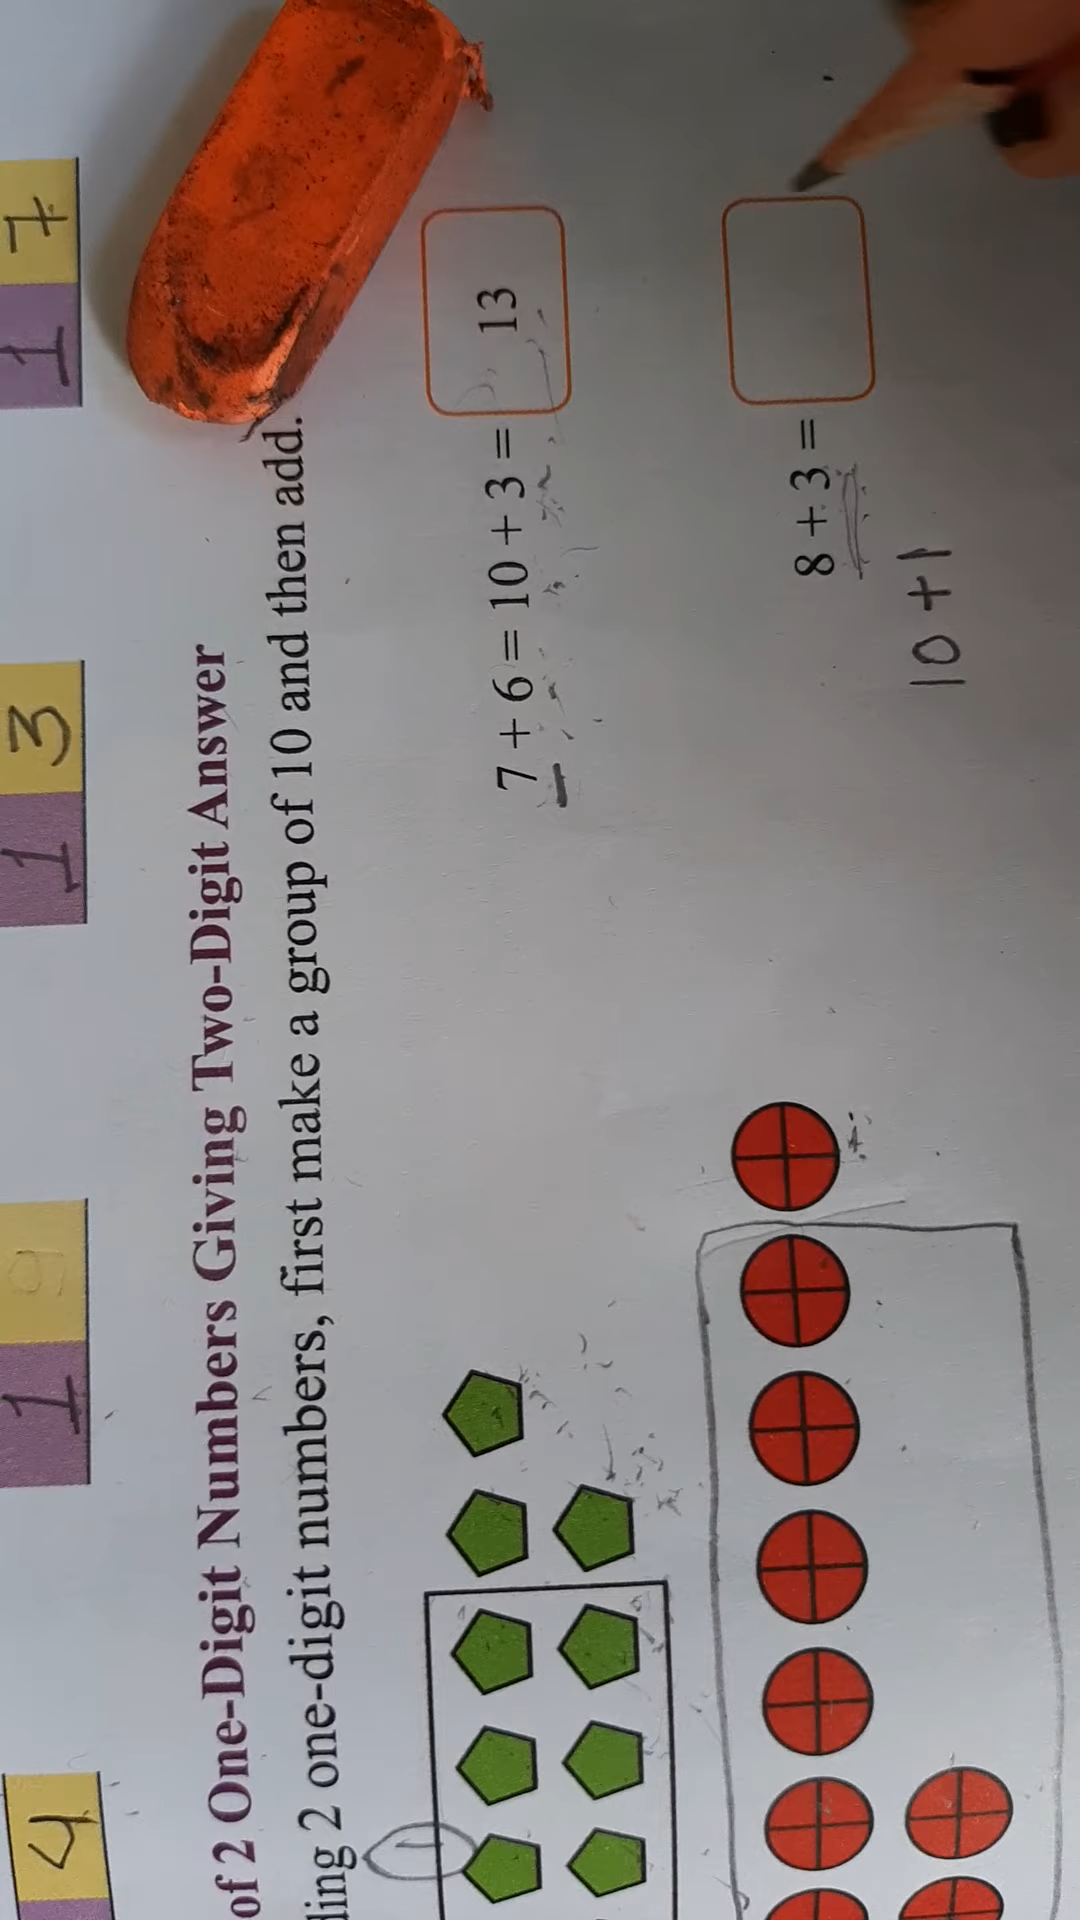 4 1 9 1 3 1 7
of 2 One-Digit Numbers Giving Two-Digit Answer
2 one-digit numbers, first make a group of 10 and then add.
7 + 6 = 10 + 3 = 13
8 + 3 =
10 + 1